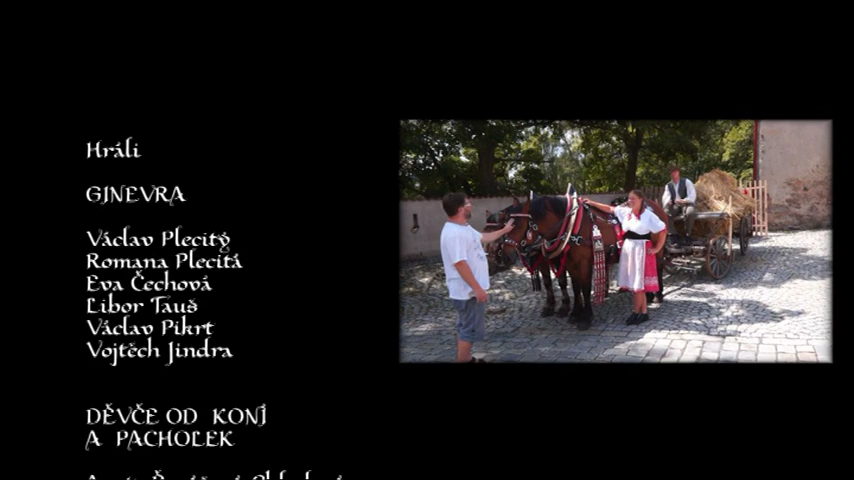 Hráli
GINEVRA
Václav Plecitý
Romana Plecitá
Eva Čechová
Libor Tauš
Václav Pikrt
Vojtěch Jindra
DĚVČE OD KONÍ
A PACHOLEK